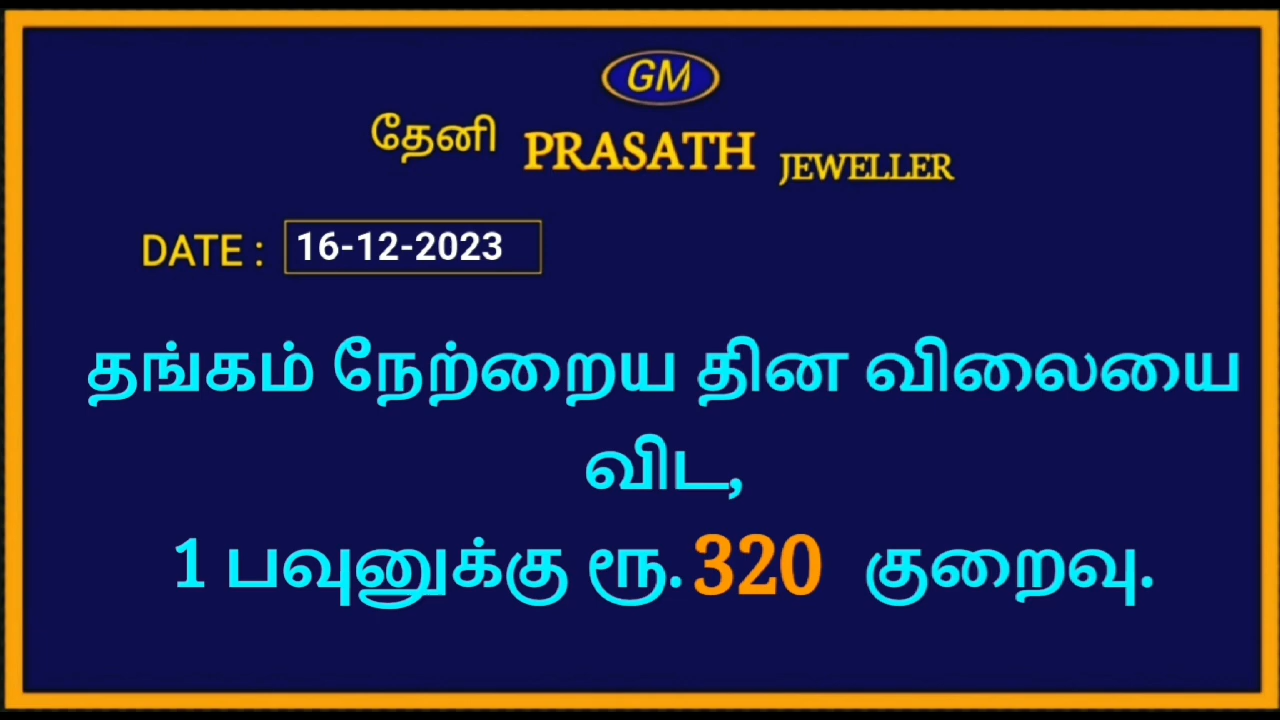 GM
தேனி PRASATH JEWELLER
DATE : 16-12-2023
தங்கம் நேற்றைய தின விலையை
விட,
1 பவுனுக்கு ரூ.320 குறைவு.